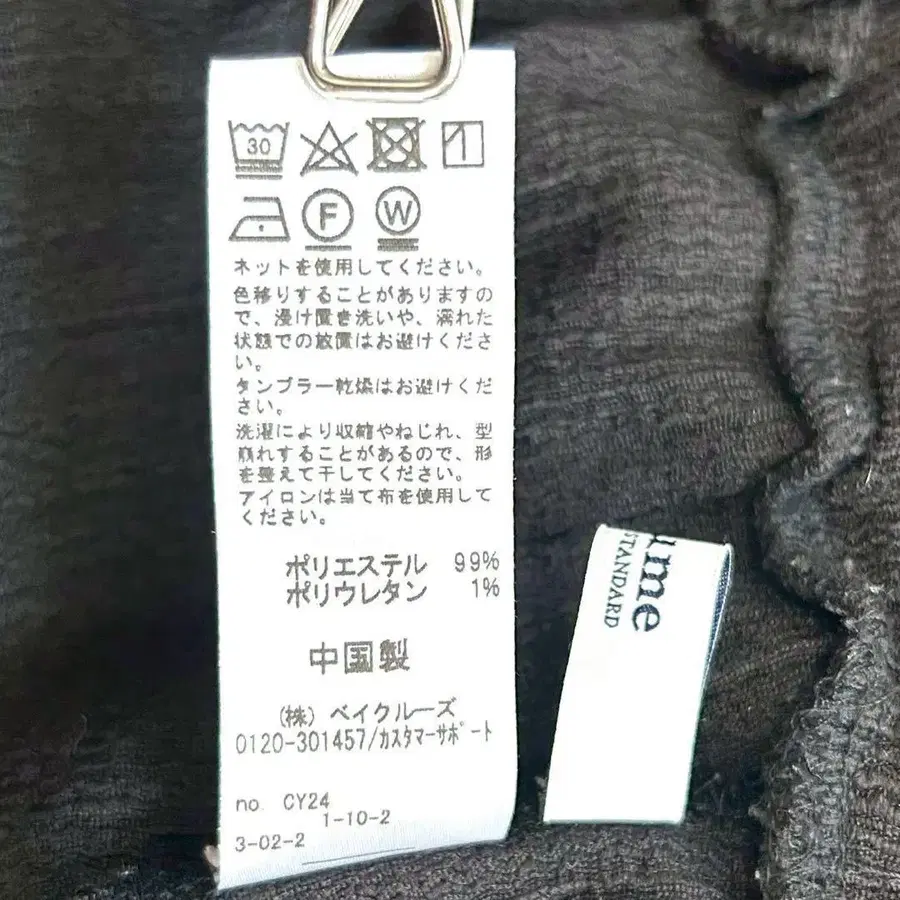 30
F
W
ネットを使用してください。
色移りすることがありますの
で、浸け置き洗いや、濡れた
状態での放置はお避けくださ
い。
タンブラー乾燥はお避けくだ
さい。
洗濯により収縮やねじれ、型
崩れすることがあるので、形
を整えて干してください。
アイロンは当て布を使用して
ください。
ポリエステル 99%
ポリウレタン 1%
中国製
(株) ベイクルーズ
0120-301457/カスタマーサポート
no. CY24
1-10-2
3-02-2
ume
STANDARD